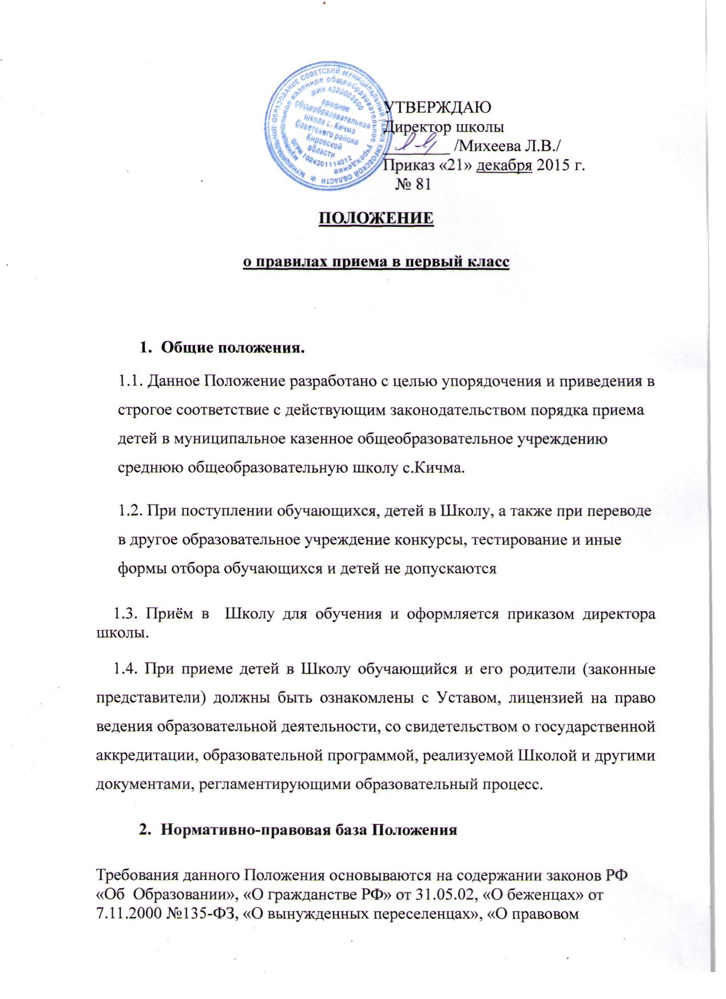 МУНИЦИПАЛЬНОЕ ОБРАЗОВАНИЕ СОВЕТСКИЙ МУНИЦИПАЛЬНЫЙ РАЙОН КИРОВСКОЙ ОБЛАСТИ *
муниципальное казенное общеобразовательное учреждение
ОГРН 1024301114012
средняя
общеобразовательная
школа с. Кичма
Советского района
Кировской
области
УТВЕРЖДАЮ
Директор школы
/Михеева Л.В./
Приказ «21» декабря 2015 г.
№ 81
ПОЛОЖЕНИЕ
о правилах приема в первый класс
1. Общие положения.
1.1. Данное Положение разработано с целью упорядочения и приведения в
строгое соответствие с действующим законодательством порядка приема
детей в муниципальное казенное общеобразовательное учреждению
среднюю общеобразовательную школу с.Кичма.
1.2. При поступлении обучающихся, детей в Школу, а также при переводе
в другое образовательное учреждение конкурсы, тестирование и иные
формы отбора обучающихся и детей не допускаются
1.3. Приём в Школу для обучения и оформляется приказом директора
школы.
1.4. При приеме детей в Школу обучающийся и его родители (законные
представители) должны быть ознакомлены с Уставом, лицензией на право
ведения образовательной деятельности, со свидетельством о государственной
аккредитации, образовательной программой, реализуемой Школой и другими
документами, регламентирующими образовательный процесс.
2. Нормативно-правовая база Положения
Требования данного Положения основываются на содержании законов РФ
«Об Образовании», «О гражданстве РФ» от 31.05.02, «О беженцах» от
7.11.2000 №135-ФЗ, «О вынужденных переселенцах», «О правовом